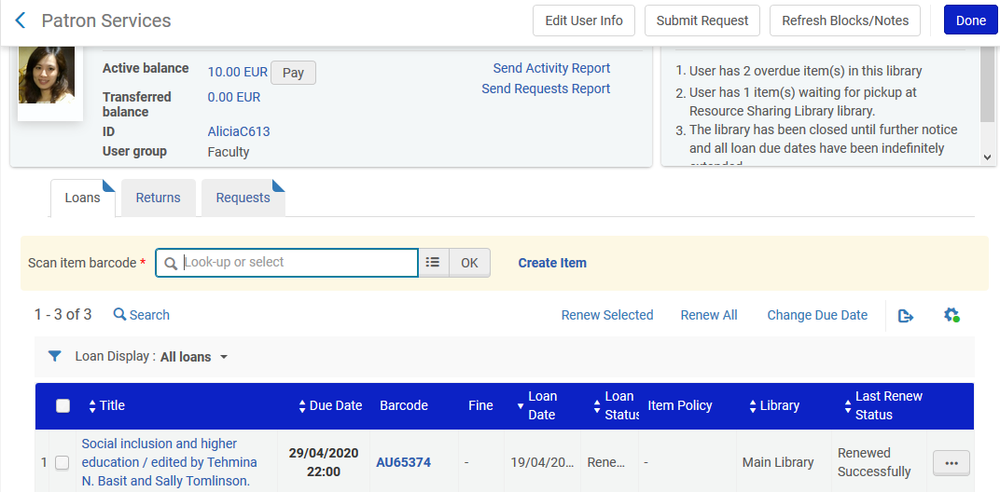 Patron Services
Edit User Info
Submit Request
Refresh Blocks/Notes
Done
Active balance 10.00 EUR Pay
Transferred
balance
0.00 EUR
ID AliciaC613
User group Faculty
Send Activity Report
Send Requests Report
1. User has 2 overdue item(s) in this library
2. User has 1 item(s) waiting for pickup at
Resource Sharing Library library.
3. The library has been closed until further notice
and all loan due dates have been indefinitely
extended
Loans Returns Requests
Scan item barcode * Look-up or select OK Create Item
1 - 3 of 3 Search Renew Selected Renew All Change Due Date
Loan Display : All loans
Title Due Date Barcode Fine Loan
Date
Loan
Status
Item Policy Library Last Renew
Status
1 Social inclusion and higher
education / edited by Tehmina
N. Basit and Sally Tomlinson.
29/04/2020
22:00
AU65374 - 19/04/20... Rene... - Main Library Renewed
Successfully
...